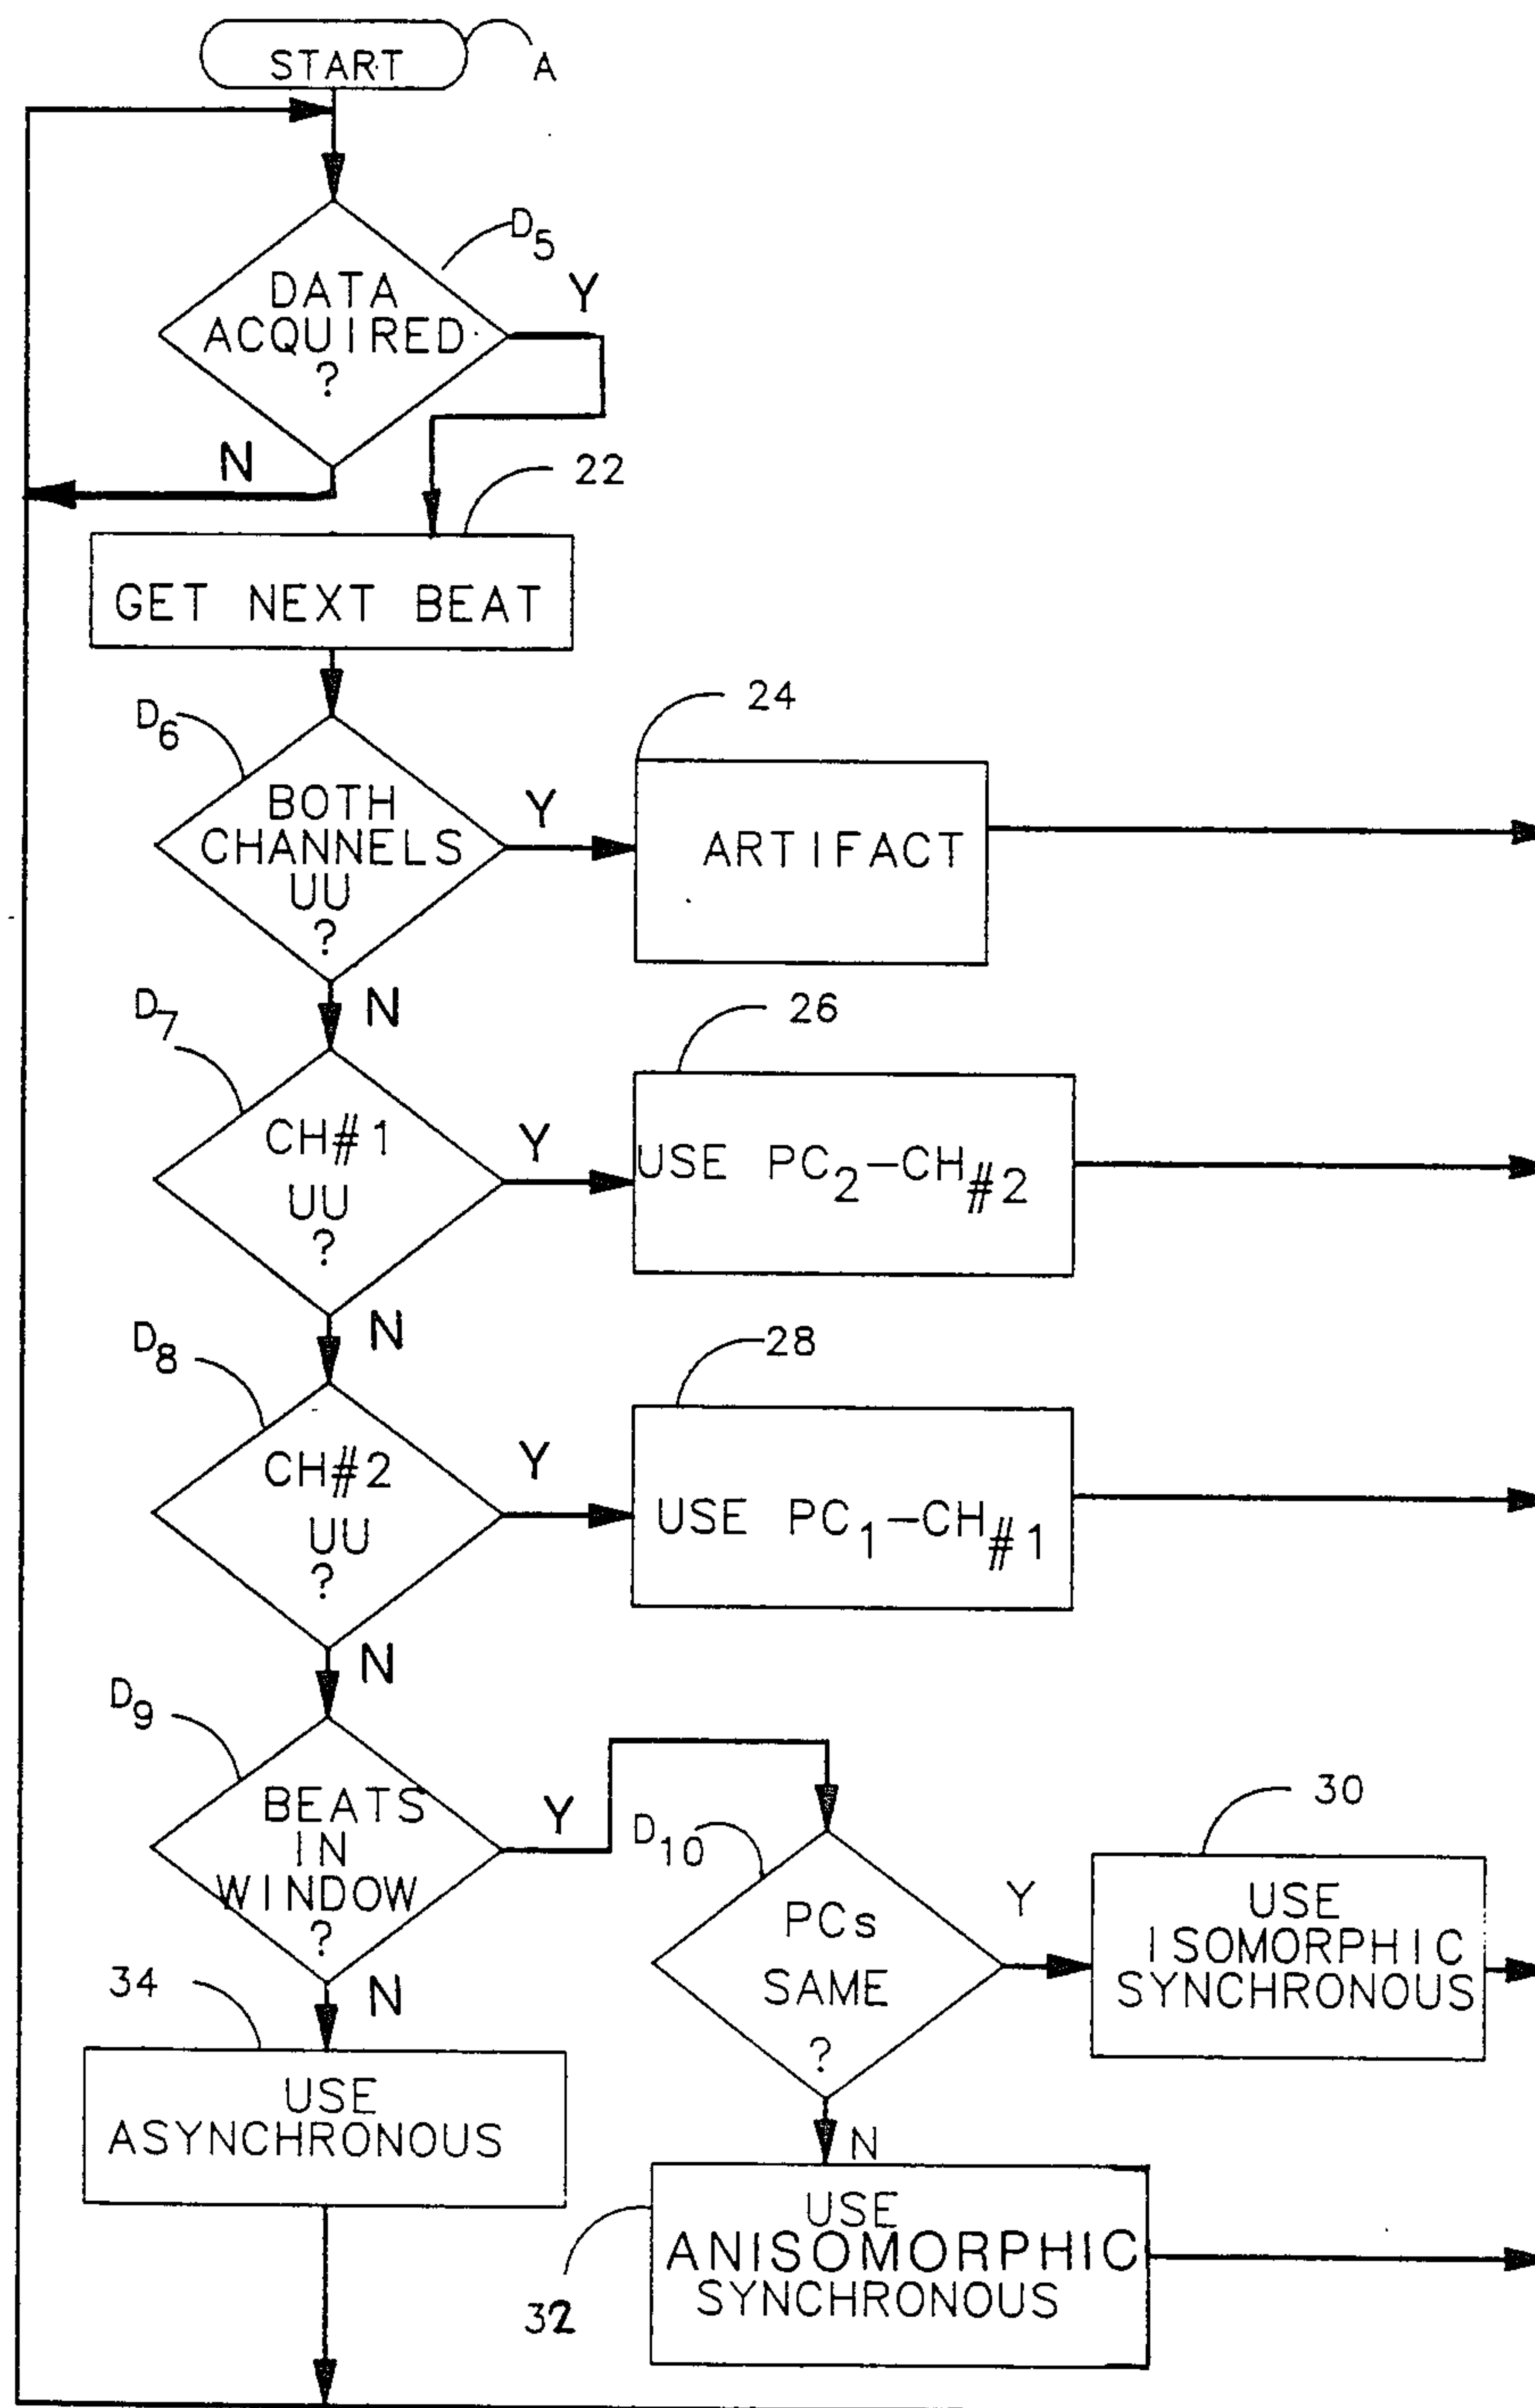 START
A
D5
DATA
ACQUIRED
?
Y
N
22
GET NEXT BEAT
D6
BOTH
CHANNELS
UU
?
Y
24
ARTIFACT
N
D7
CH#1
UU
?
Y
26
USE PC2-CH#2
N
D8
CH#2
UU
?
Y
28
USE PC1-CH#1
N
D9
BEATS
IN
WINDOW
?
Y
D10
PCs
SAME
?
Y
30
USE
ISOMORPHIC
SYNCHRONOUS
N
34
USE
ASYNCHRONOUS
N
32
USE
ANISOMORPHIC
SYNCHRONOUS